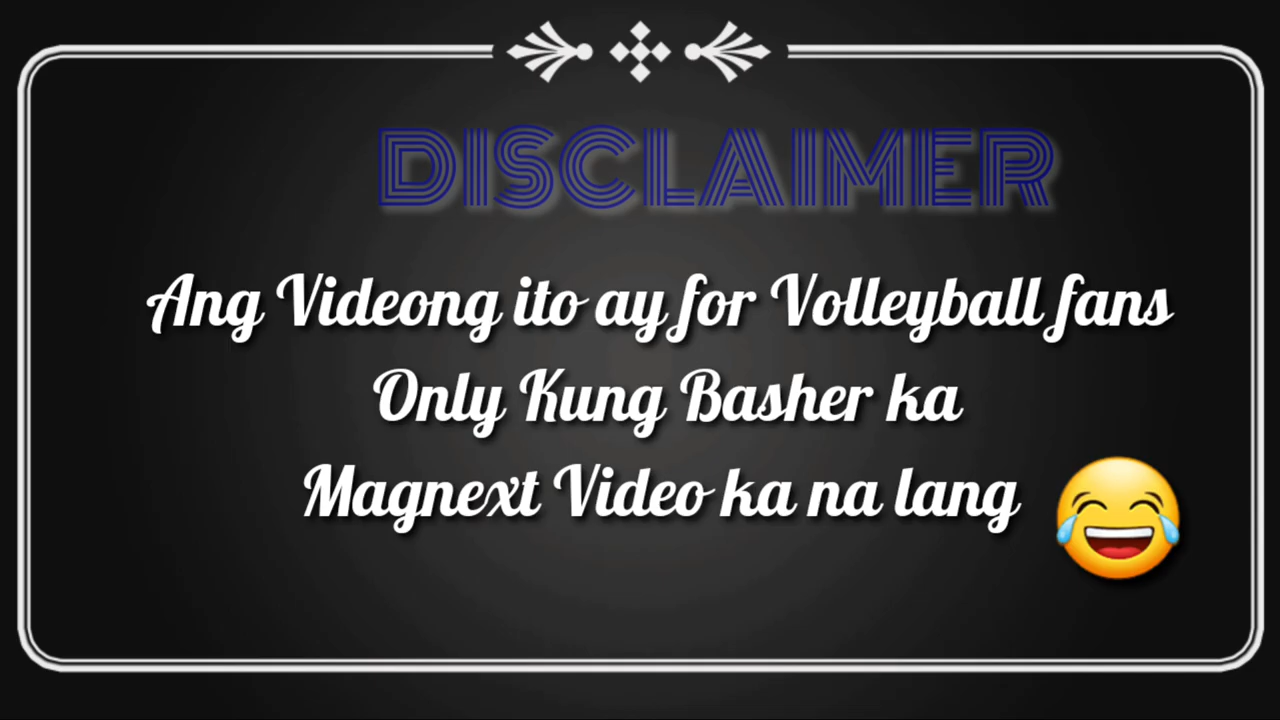 DISCLAIMER
Ang Videong ito ay for Volleyball fans
Only Kung Basher ka
Magnext Video ka na lang